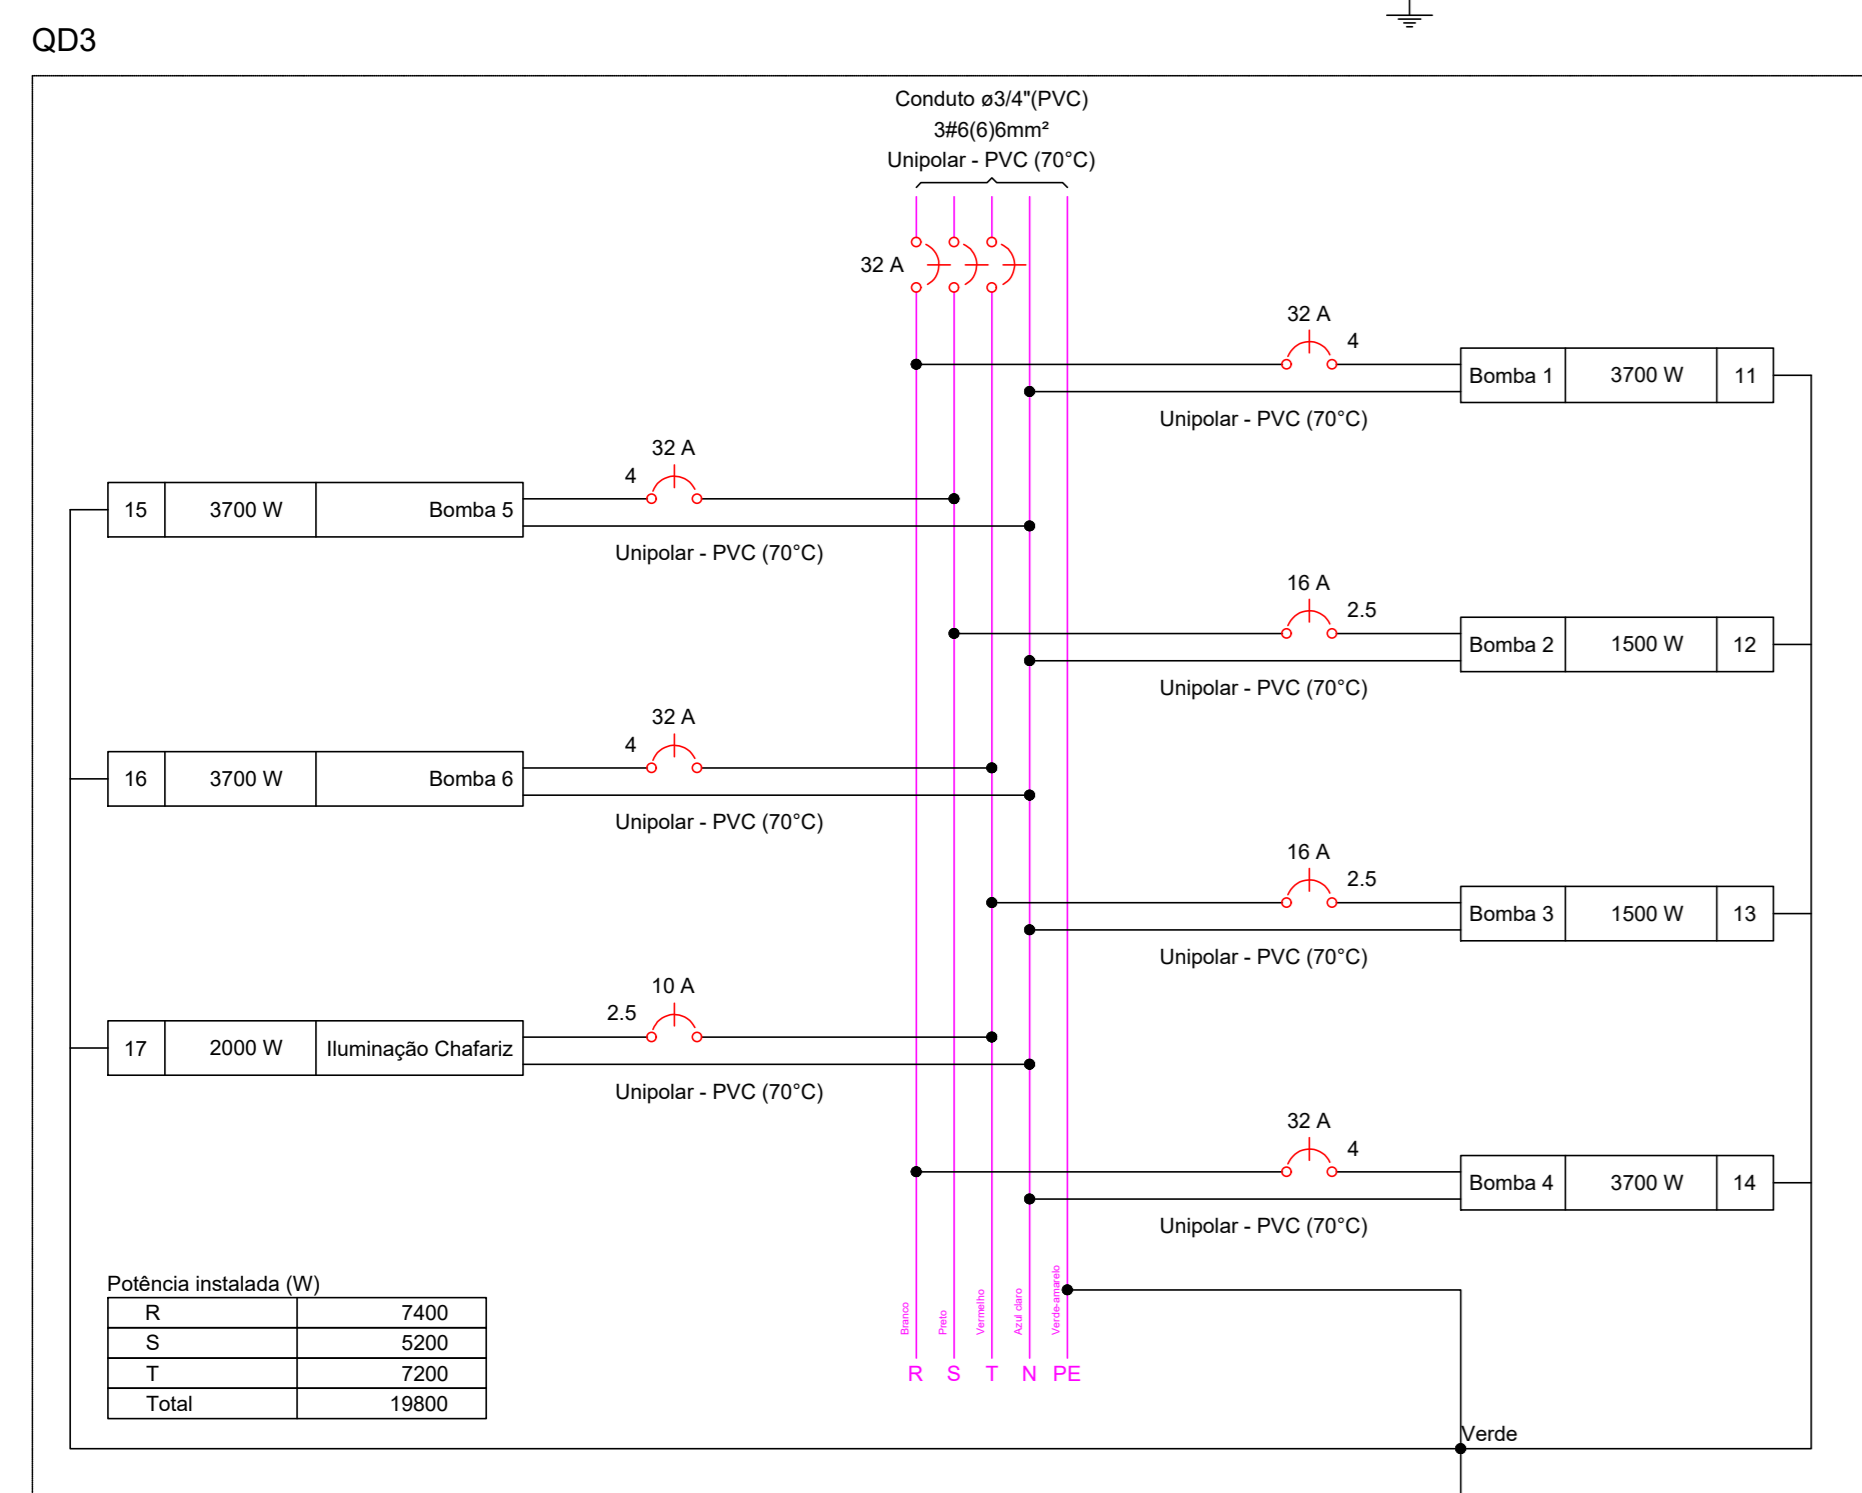 QD3
Conduto ø3/4"(PVC)
3#6(6)6mm²
Unipolar - PVC (70°C)
32 A
32 A
4
Bomba 1 3700 W 11
Unipolar - PVC (70°C)
32 A
4
15 3700 W Bomba 5
Unipolar - PVC (70°C)
16 A
2.5
Bomba 2 1500 W 12
Unipolar - PVC (70°C)
32 A
4
16 3700 W Bomba 6
Unipolar - PVC (70°C)
16 A
2.5
Bomba 3 1500 W 13
Unipolar - PVC (70°C)
10 A
2.5
17 2000 W Iluminação Chafariz
Unipolar - PVC (70°C)
32 A
4
Bomba 4 3700 W 14
Unipolar - PVC (70°C)
Potência instalada (W)
R 7400
S 5200
T 7200
Total 19800
Branco
Preto
Vermelho
Azul claro
Verde-amarelo
R S T N PE
Verde